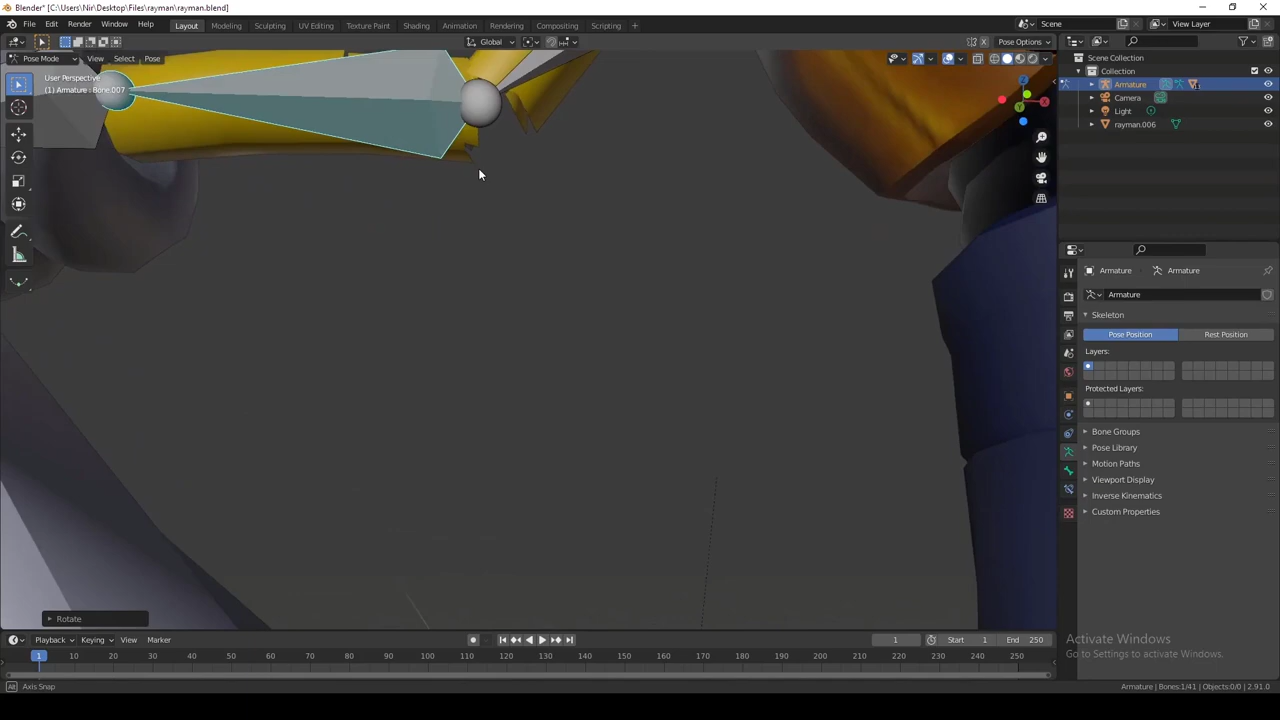 Blender* [C:\Users\Nir\Desktop\Files\rayman\rayman.blend]
File Edit Render Window Help Layout Modeling Sculpting UV Editing Texture Paint Shading Animation Rendering Compositing Scripting + Scene View Layer
Global Pose Options
Pose Mode View Select Pose
User Perspective
(1) Armature : Bone.007
Scene Collection
Collection
Armature
Camera
Light
rayman.006
Armature Armature
Armature
Skeleton
Pose Position Rest Position
Layers:
Protected Layers:
Bone Groups
Pose Library
Motion Paths
Viewport Display
Inverse Kinematics
Custom Properties
Rotate
Playback Keying View Marker 1 Start 1 End 250
1 10 20 30 40 50 60 70 80 90 100 110 120 130 140 150 160 170 180 190 200 210 220 230 240 250
Activate Windows
Go to Settings to activate Windows.
Axis Snap Armature | Bones:1/41 | Objects:0/0 | 2.91.0